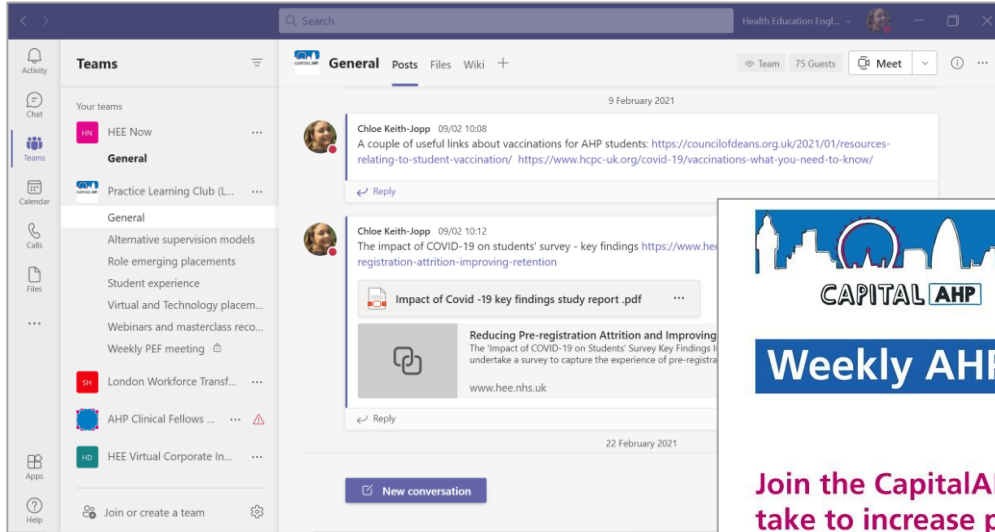 Search
Health Education Engl...
Activity
Chat
Teams
Calendar
Calls
Files
Apps
Help
Teams
Your teams
HN HEE Now
General
CAPITAL AHP Practice Learning Club (L...
General
Alternative supervision models
Role emerging placements
Student experience
Virtual and Technology placem...
Webinars and masterclass reco...
Weekly PEF meeting
SH London Workforce Transf...
AHP Clinical Fellows ...
HD HEE Virtual Corporate In...
Join or create a team
General Posts Files Wiki
Team 75 Guests Meet
9 February 2021
Chloe Keith-Jopp 09/02 10:08
A couple of useful links about vaccinations for AHP students: https://councilofdeans.org.uk/2021/01/resources-
relating-to-student-vaccination/ https://www.hcpc-uk.org/covid-19/vaccinations-what-you-need-to-know/
Reply
Chloe Keith-Jopp 09/02 10:12
The impact of COVID-19 on students' survey - key findings https://www.hee
registration-attrition-improving-retention
Impact of Covid -19 key findings study report .pdf
Reducing Pre-registration Attrition and Improving
The 'Impact of COVID-19 on Students' Survey Key Findings
undertake a survey to capture the experience of pre-registra
www.hee.nhs.uk
Reply
22 February 2021
New conversation
CAPITAL AHP
Weekly AHP
Join the CapitalA
take to increase p